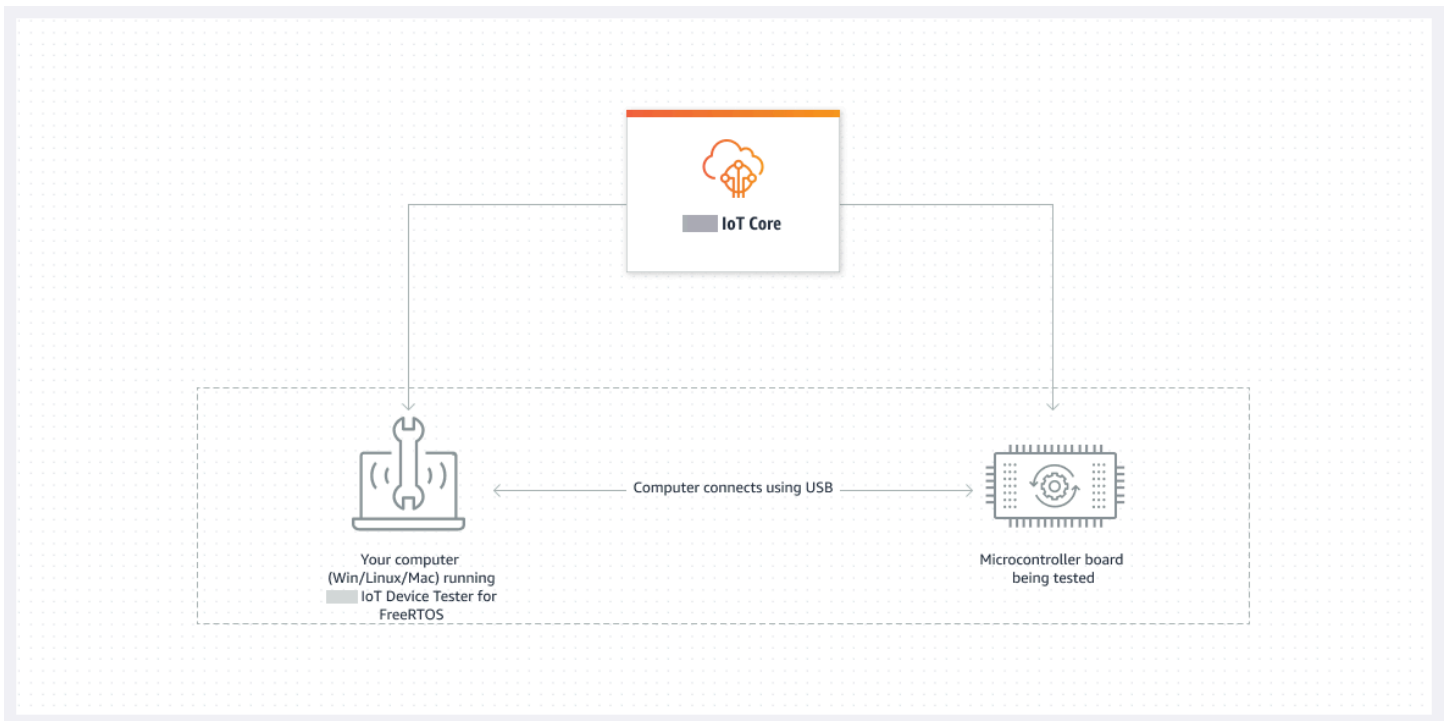 IoT Core
Computer connects using USB
Your computer
(Win/Linux/Mac) running
IoT Device Tester for
FreeRTOS
Microcontroller board
being tested